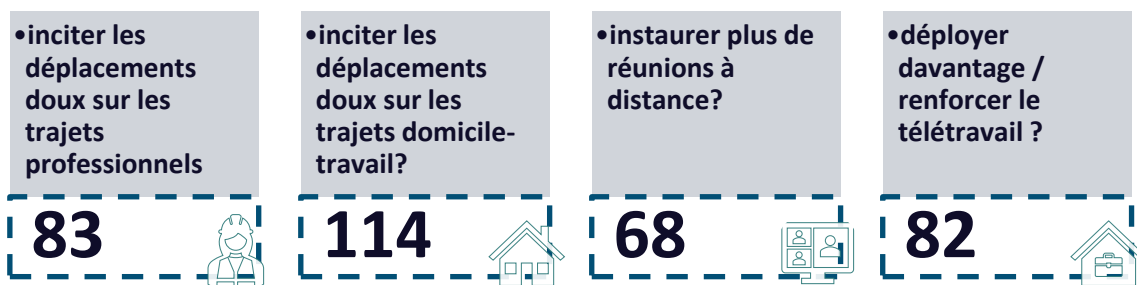 •inciter les
déplacements
doux sur les
trajets
professionnels
83
•inciter les
déplacements
doux sur les
trajets domicile-
travail?
114
•instaurer plus de
réunions à
distance?
68
•déployer
davantage /
renforcer le
télétravail ?
82